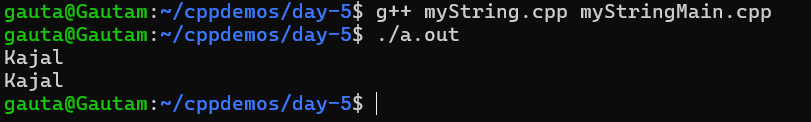 gauta@Gautam:~/cppdemos/day-5$ g++ myString.cpp myStringMain.cpp
gauta@Gautam:~/cppdemos/day-5$ ./a.out
Kajal
Kajal
gauta@Gautam:~/cppdemos/day-5$